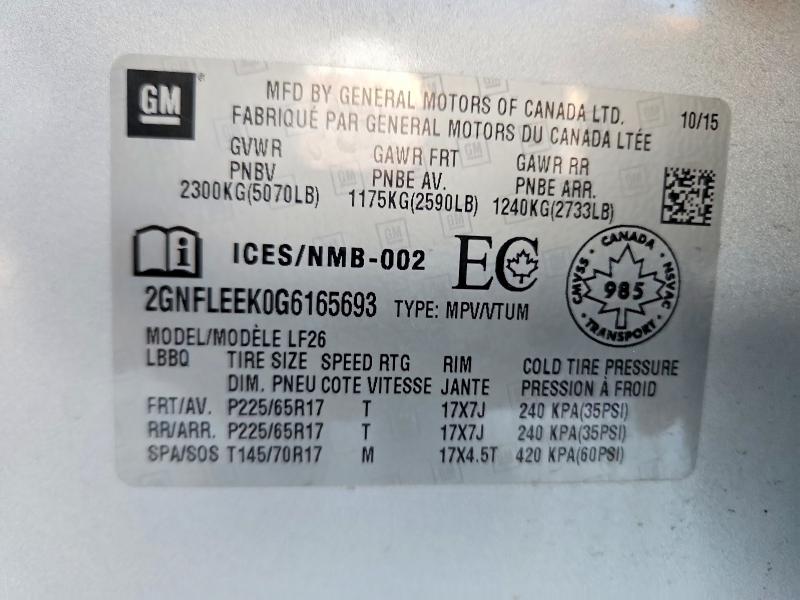 GM
MFD BY GENERAL MOTORS OF CANADA LTD. 10/15
FABRIQUÉ PAR GENERAL MOTORS DU CANADA LTÉE
GVWR GAWR FRT GAWR RR
PNBV PNBE AV. PNBE ARR.
2300KG(5070LB) 1175KG(2590LB) 1240KG(2733LB)
i ICES/NMB-002 EC
CANADA
CMVSS 985 NSVAC
TRANSPORT
2GNFLEEK0G6165693 TYPE: MPV/VTUM
MODEL/MODÈLE LF26
LBBQ TIRE SIZE SPEED RTG RIM COLD TIRE PRESSURE
DIM. PNEU COTE VITESSE JANTE PRESSION À FROID
FRT/AV. P225/65R17 T 17X7J 240 KPA(35PSI)
RR/ARR. P225/65R17 T 17X7J 240 KPA(35PSI)
SPA/SOS T145/70R17 M 17X4.5T 420 KPA(60PSI)